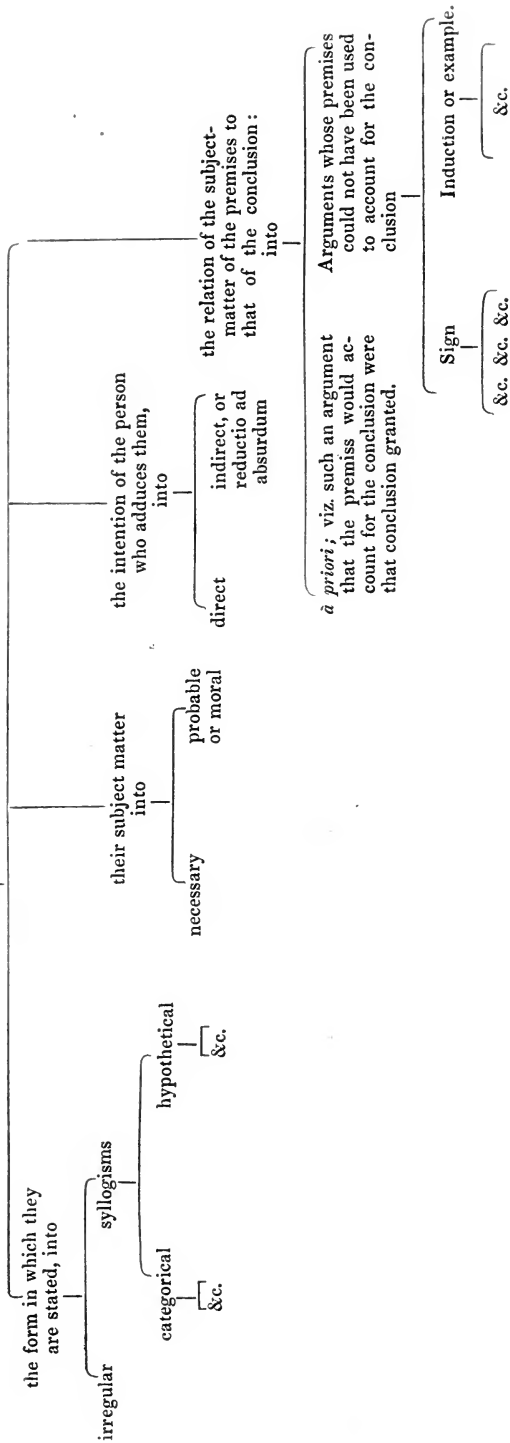 the form in which they
are stated, into
irregular
syllogisms
categorical
&c.
hypothetical
&c.
their subject matter
into
necessary
probable
or moral
the intention of the person
who adduces them,
into
direct
indirect, or
reductio ad
absurdum
the relation of the subject-
matter of the premises to
that of the conclusion:
into
à priori; viz. such an argument
that the premiss would ac-
count for the conclusion were
that conclusion granted.
Arguments whose premises
could not have been used
to account for the con-
clusion
Sign
&c. &c. &c.
Induction or example.
&c.